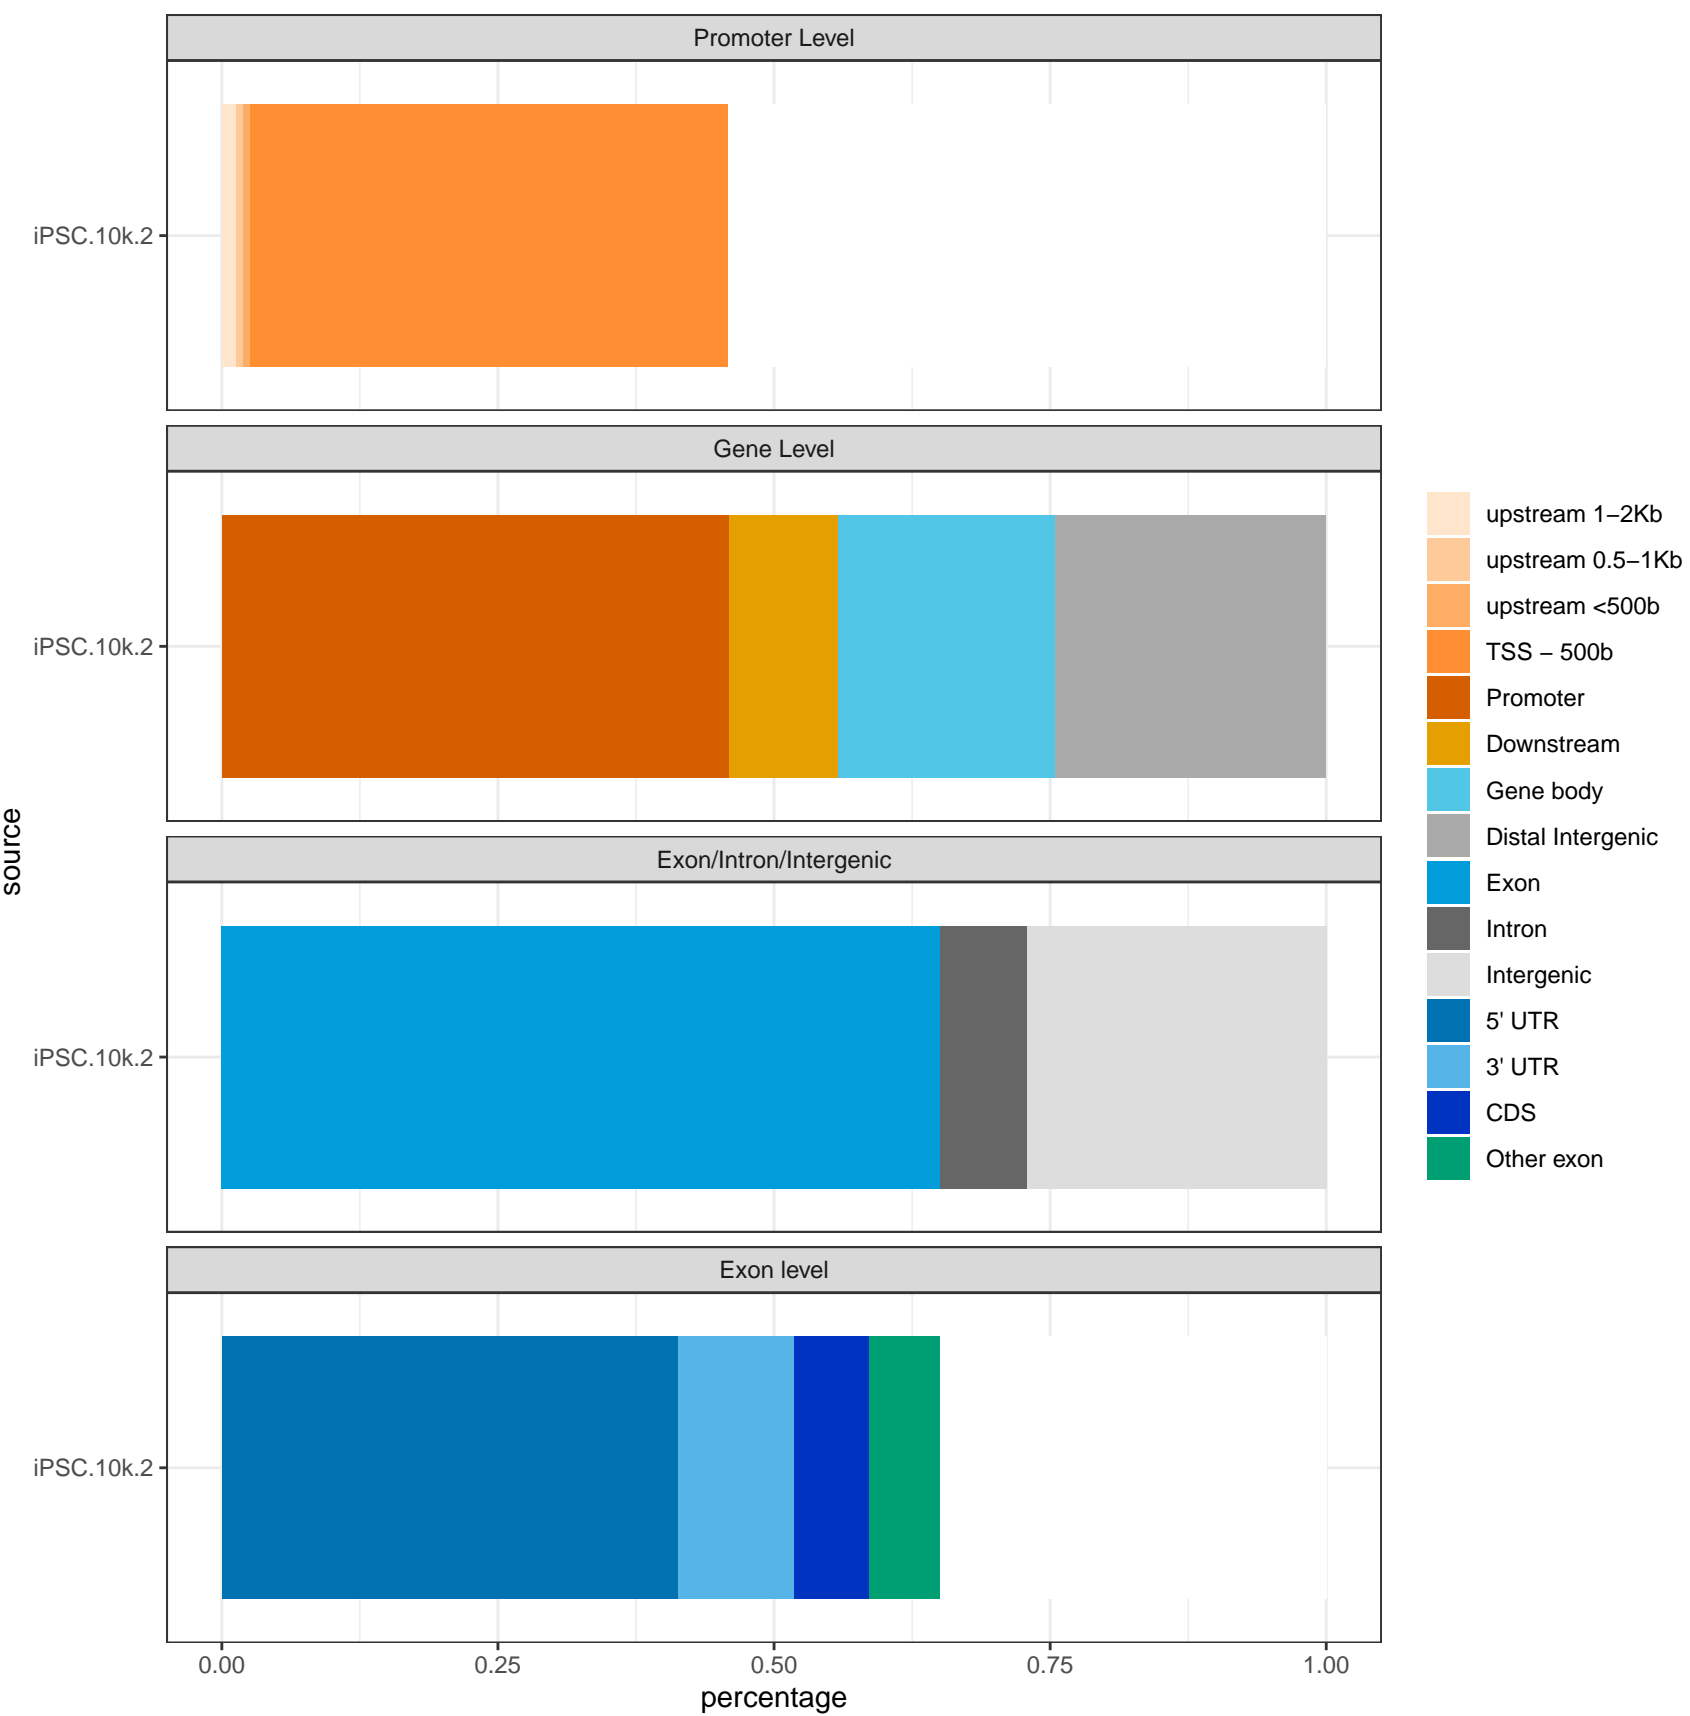 Promoter Level
iPSC.10k.2
Gene Level
iPSC.10k.2
Exon/Intron/Intergenic
iPSC.10k.2
Exon level
iPSC.10k.2
0.00
0.25
0.50
0.75
1.00
percentage
source
upstream 1–2Kb
upstream 0.5–1Kb
upstream <500b
TSS – 500b
Promoter
Downstream
Gene body
Distal Intergenic
Exon
Intron
Intergenic
5' UTR
3' UTR
CDS
Other exon